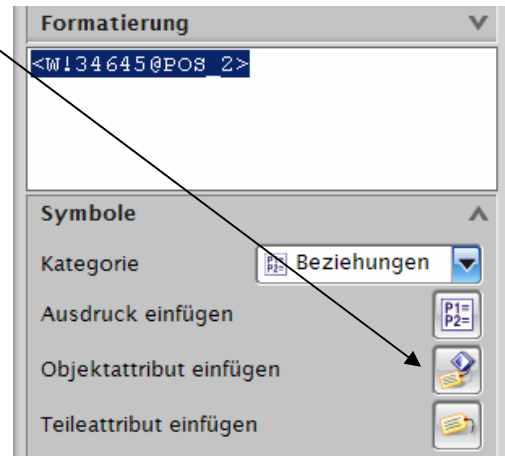 Formatierung
<W!34645@POS_2>
Symbole
Kategorie P1= P2= Beziehungen
Ausdruck einfügen P1= P2=
Objektattribut einfügen
Teileattribut einfügen